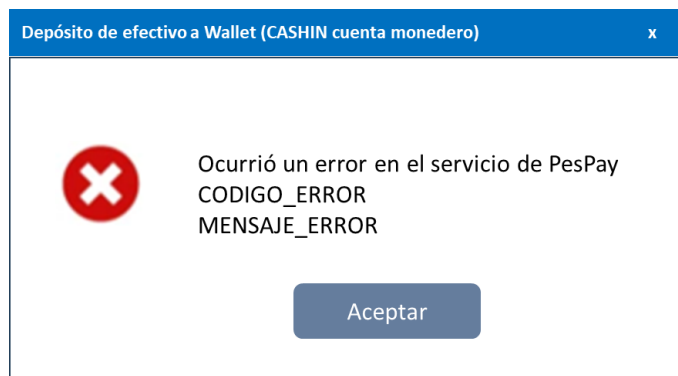 Depósito de efectivo a Wallet (CASHIN cuenta monedero) x
Ocurrió un error en el servicio de PesPay
CODIGO_ERROR
MENSAJE_ERROR
Aceptar